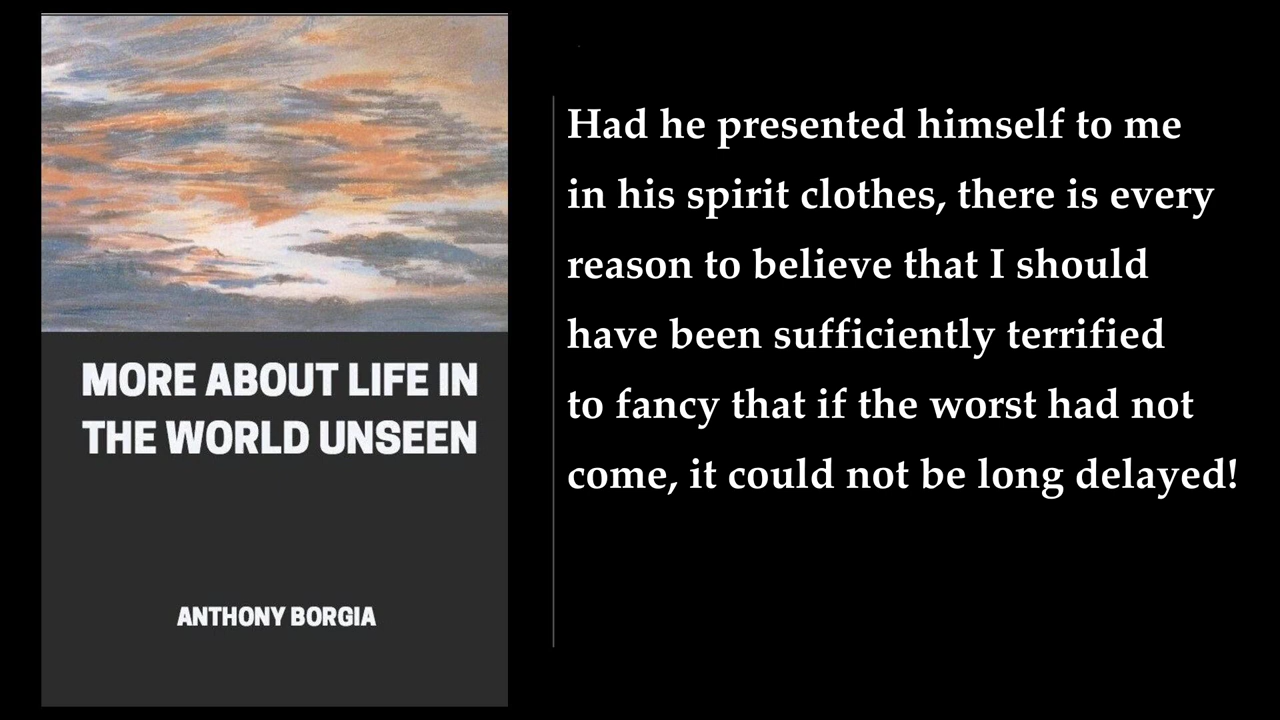 MORE ABOUT LIFE IN
THE WORLD UNSEEN
ANTHONY BORGIA
Had he presented himself to me
in his spirit clothes, there is every
reason to believe that I should
have been sufficiently terrified
to fancy that if the worst had not
come, it could not be long delayed!